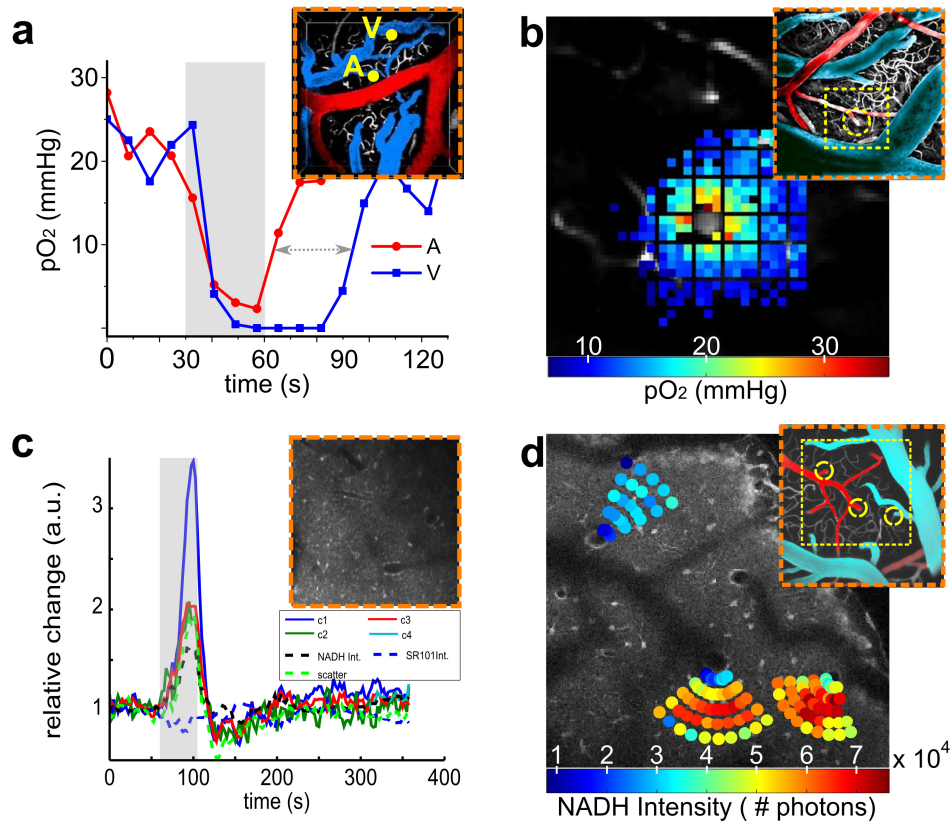 a
V
A
pO₂ (mmHg)
30
20
10
0
30
60
90
120
time (s)
A
V
b
10
20
30
pO₂ (mmHg)
c
relative change (a.u.)
3
2
1
0
100
200
300
400
time (s)
c1
c3
c2
c4
NADH Int.
SR101Int.
scatter
d
1
2
3
4
5
6
7
x 10⁴
NADH Intensity ( # photons)